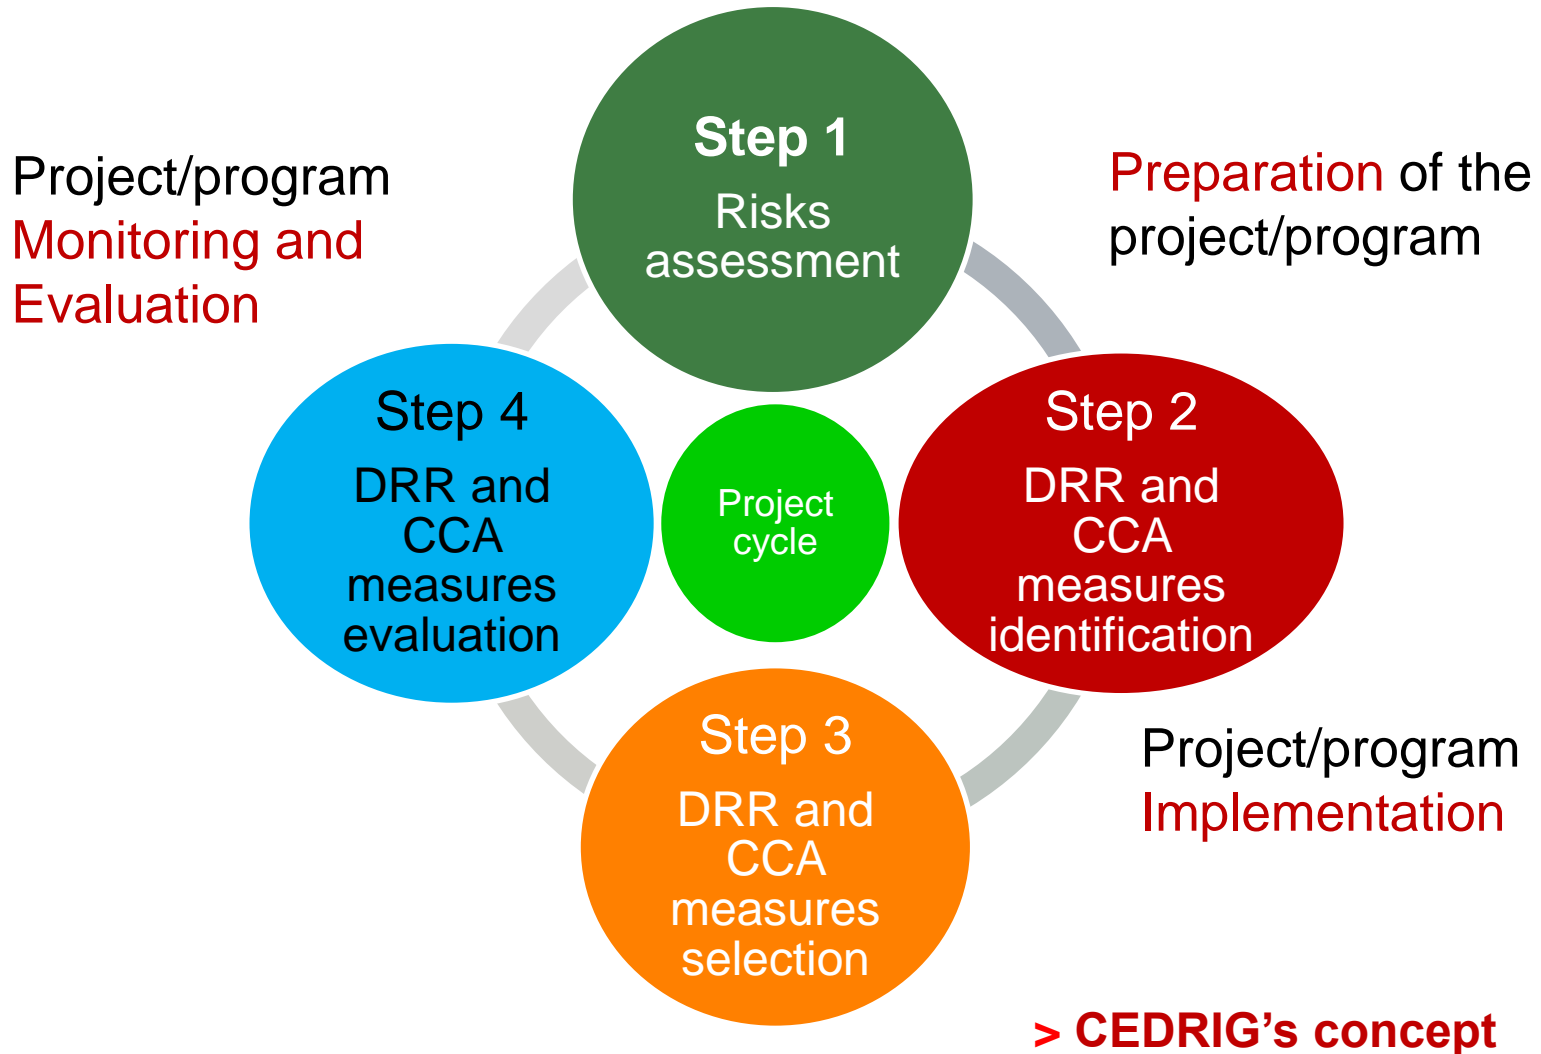 Step 1
Risks
assessment
Project/program
Monitoring and
Evaluation
Preparation of the
project/program
Step 4
DRR and
CCA
measures
evaluation
Project
cycle
Step 2
DRR and
CCA
measures
identification
Step 3
DRR and
CCA
measures
selection
Project/program
Implementation
> CEDRIG’s concept